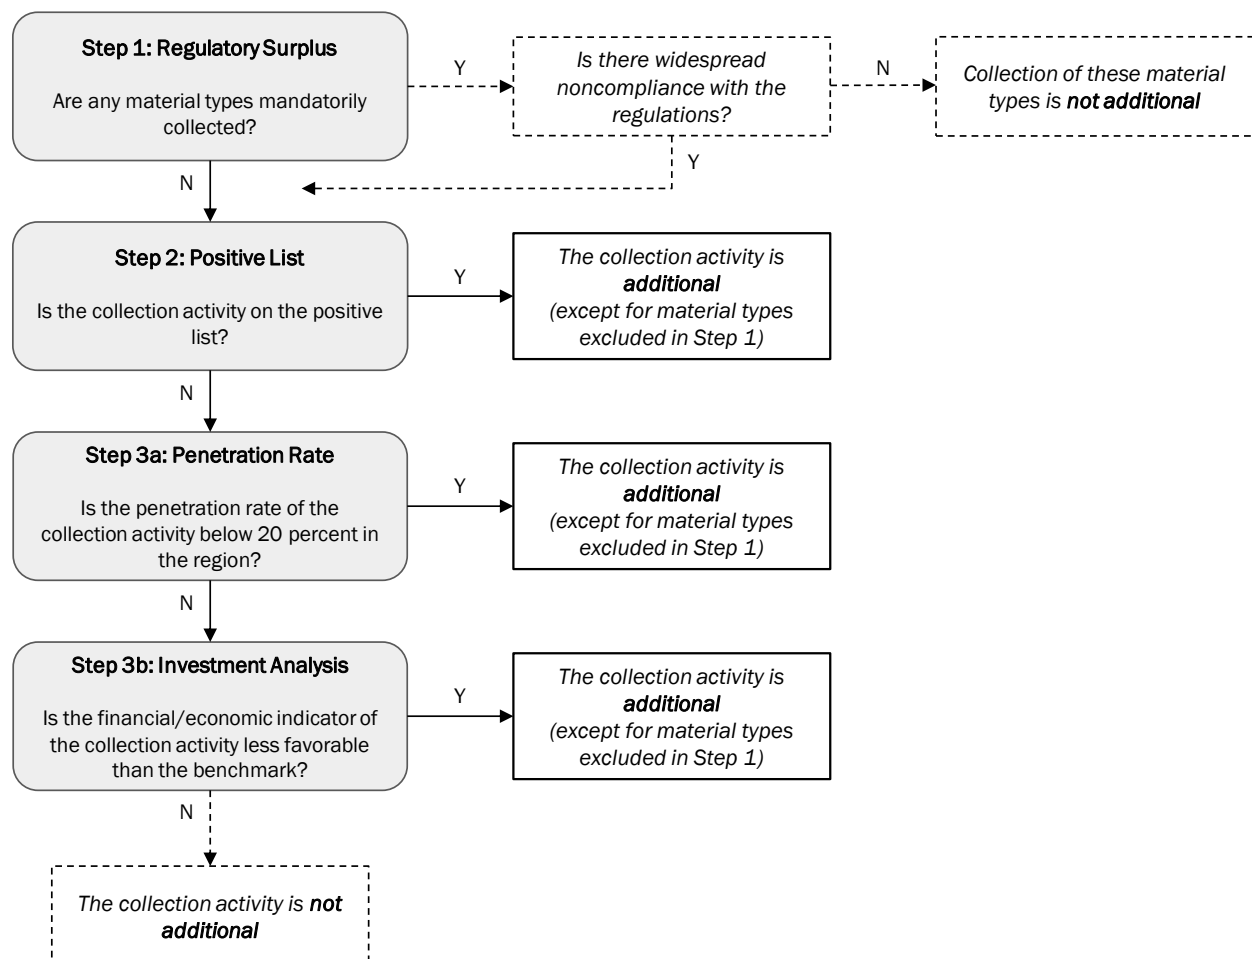 Step 1: Regulatory Surplus
Are any material types mandatorily
collected?
Y
Is there widespread
noncompliance with the
regulations?
N
Collection of these material
types is not additional
N
Y
Step 2: Positive List
Is the collection activity on the positive
list?
Y
The collection activity is
additional
(except for material types
excluded in Step 1)
N
Step 3a: Penetration Rate
Is the penetration rate of the
collection activity below 20 percent in
the region?
Y
The collection activity is
additional
(except for material types
excluded in Step 1)
N
Step 3b: Investment Analysis
Is the financial/economic indicator of
the collection activity less favorable
than the benchmark?
Y
The collection activity is
additional
(except for material types
excluded in Step 1)
N
The collection activity is not
additional